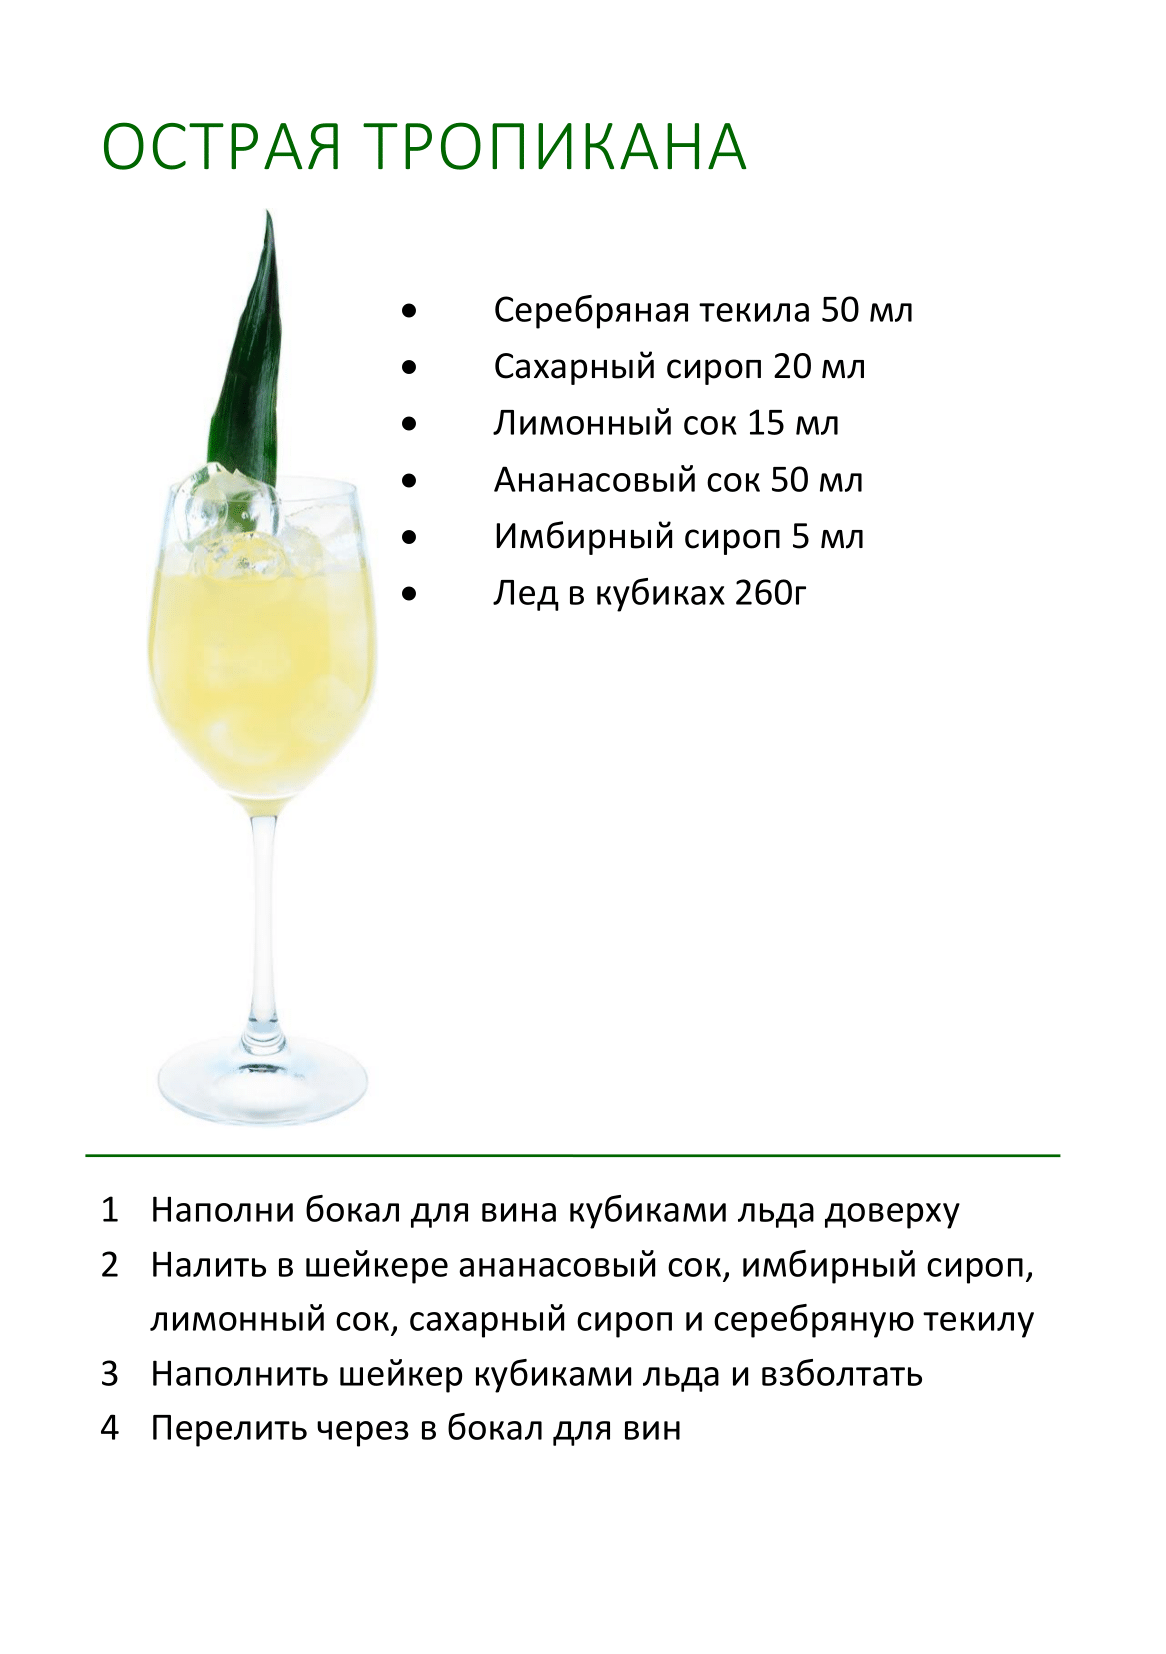 ОСТРАЯ ТРОПИКАНА
• Серебряная текила 50 мл
• Сахарный сироп 20 мл
• Лимонный сок 15 мл
• Ананасовый сок 50 мл
• Имбирный сироп 5 мл
• Лед в кубиках 260г
1 Наполни бокал для вина кубиками льда доверху
2 Налить в шейкере ананасовый сок, имбирный сироп,
лимонный сок, сахарный сироп и серебряную текилу
3 Наполнить шейкер кубиками льда и взболтать
4 Перелить через в бокал для вин